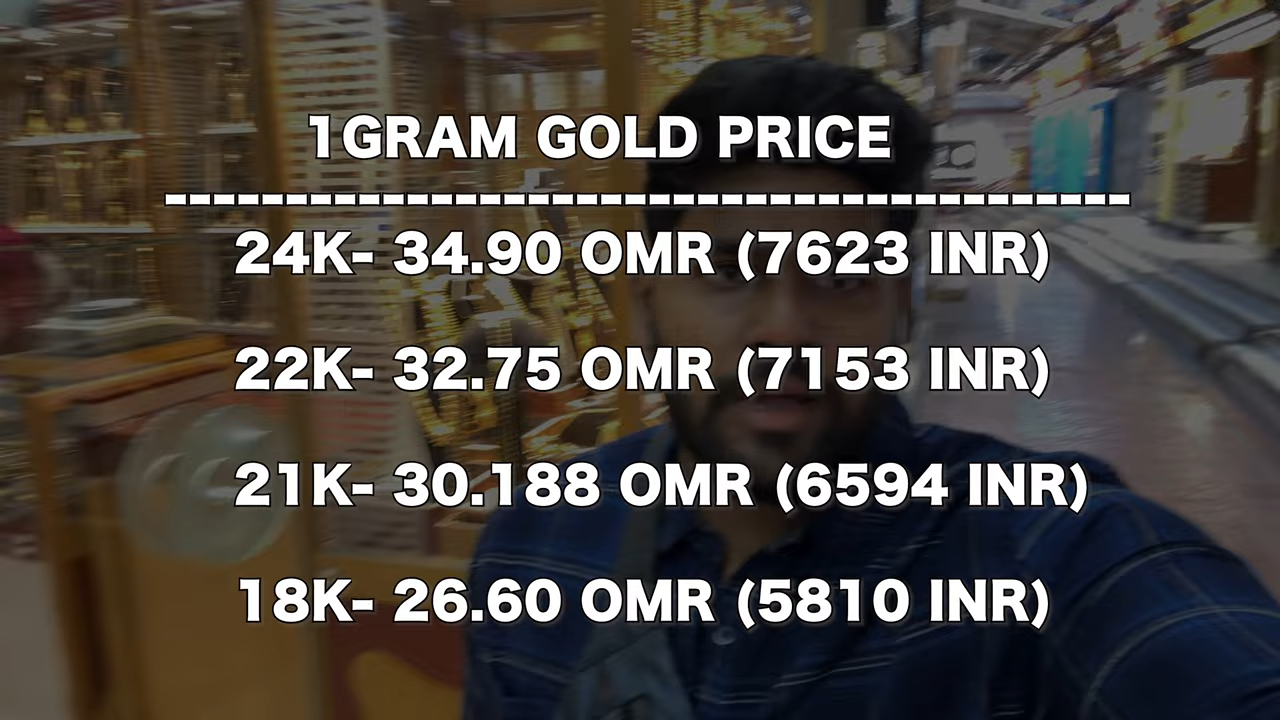 1GRAM GOLD PRICE
----------------------------------------
24K- 34.90 OMR (7623 INR)
22K- 32.75 OMR (7153 INR)
21K- 30.188 OMR (6594 INR)
18K- 26.60 OMR (5810 INR)